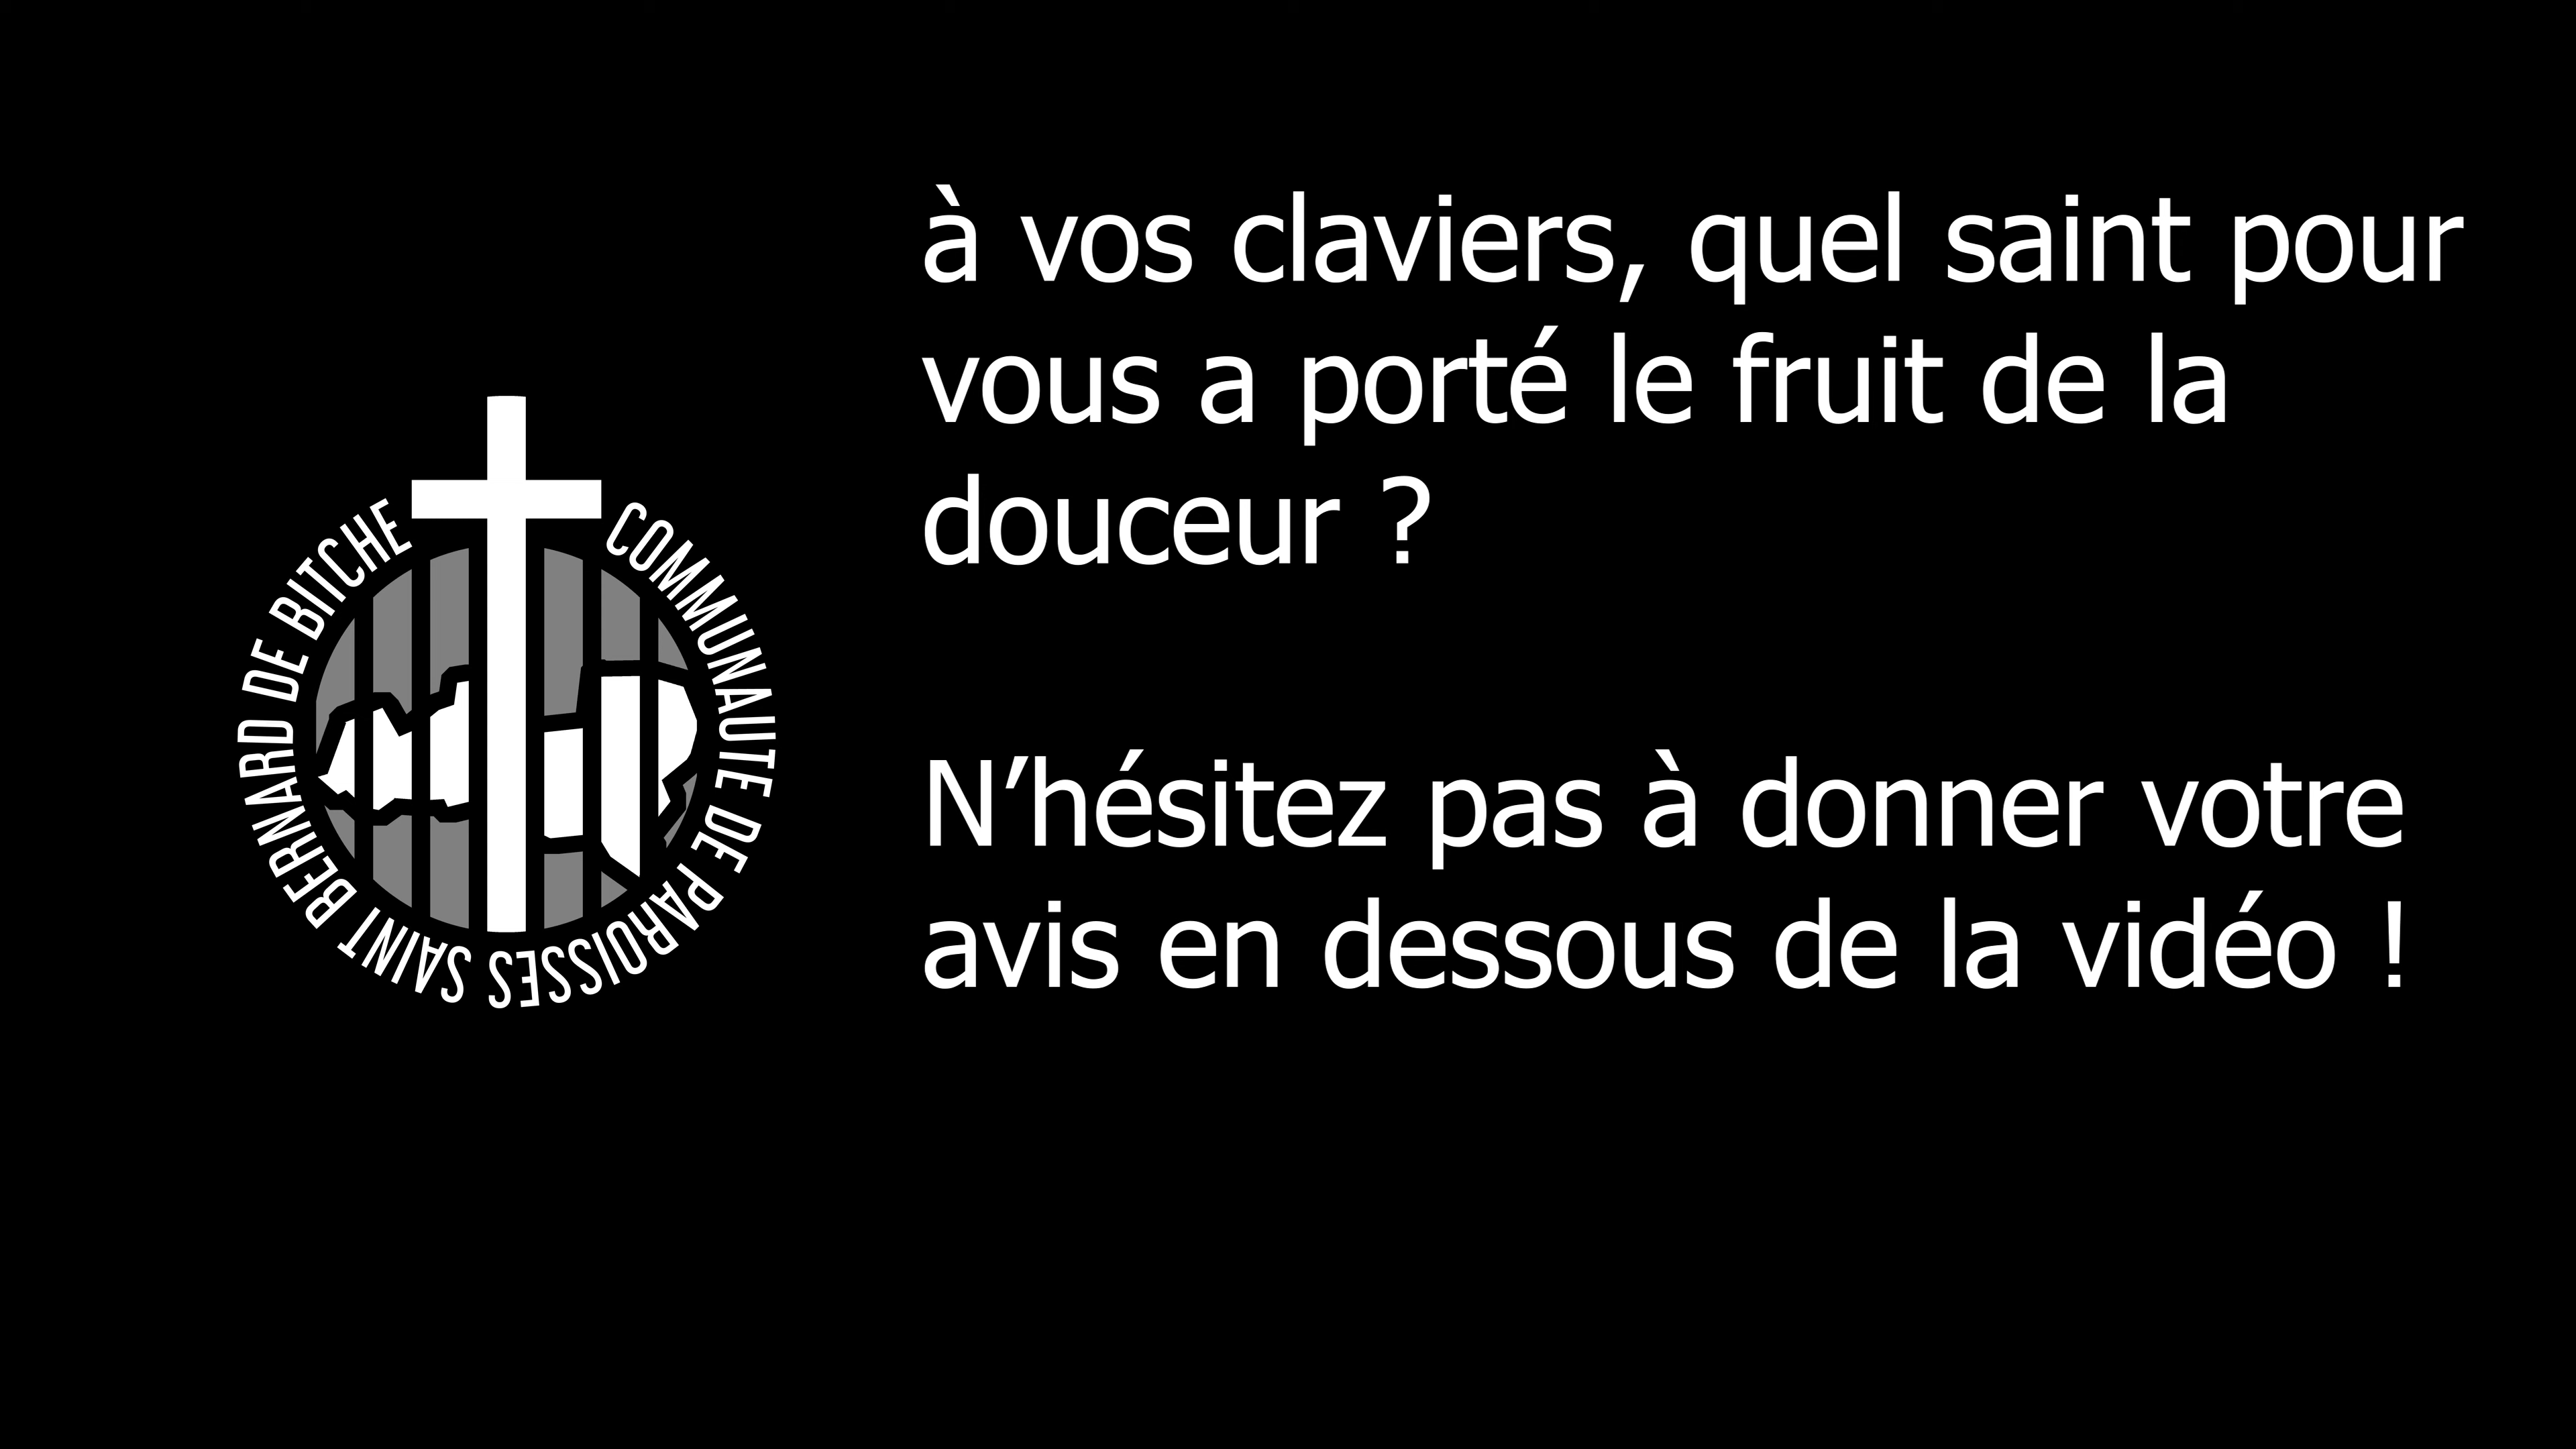 à vos claviers, quel saint pour
vous a porté le fruit de la
douceur ?
N’hésitez pas à donner votre
avis en dessous de la vidéo !
COMMUNAUTE DE PAROISSES SAINT BERNARD DE BITCHE